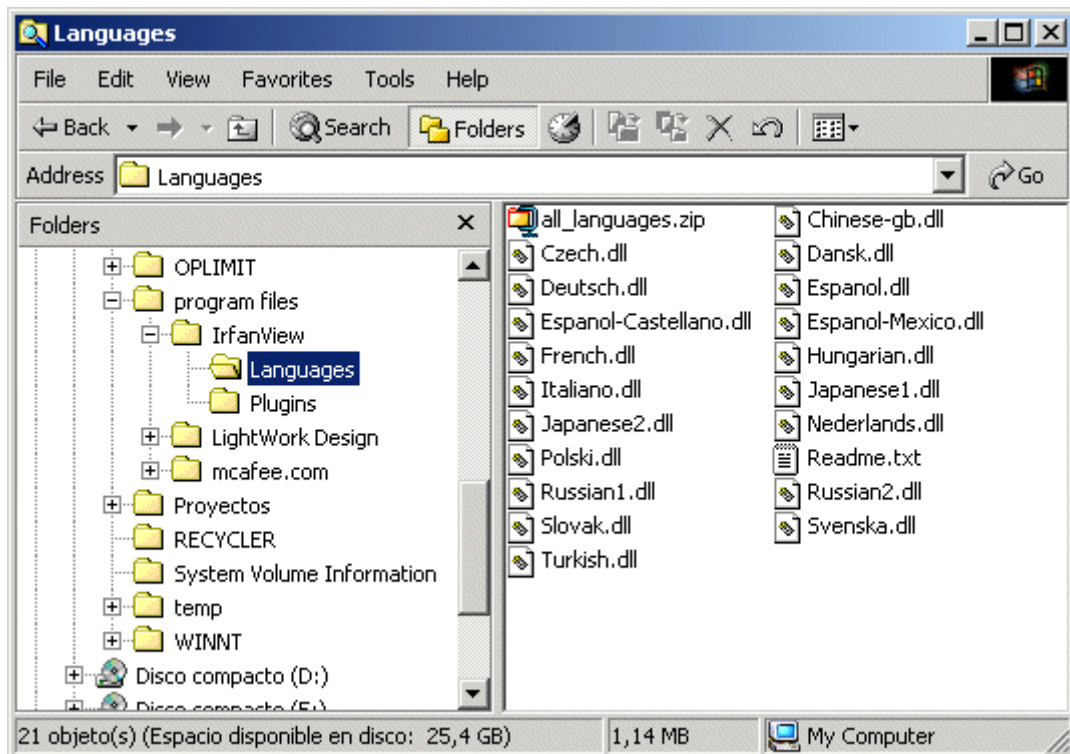 Languages
File Edit View Favorites Tools Help
Back Search Folders
Address Languages Go
Folders
OPLIMIT
program files
IrfanView
Languages
Plugins
LightWork Design
mcafee.com
Proyectos
RECYCLER
System Volume Information
temp
WINNT
Disco compacto (D:)
Disco compacto (E:)
all_languages.zip Chinese-gb.dll
Czech.dll Dansk.dll
Deutsch.dll Espanol.dll
Espanol-Castellano.dll Espanol-Mexico.dll
French.dll Hungarian.dll
Italiano.dll Japanese1.dll
Japanese2.dll Nederlands.dll
Polski.dll Readme.txt
Russian1.dll Russian2.dll
Slovak.dll Svenska.dll
Turkish.dll
21 objeto(s) (Espacio disponible en disco: 25,4 GB) 1,14 MB My Computer